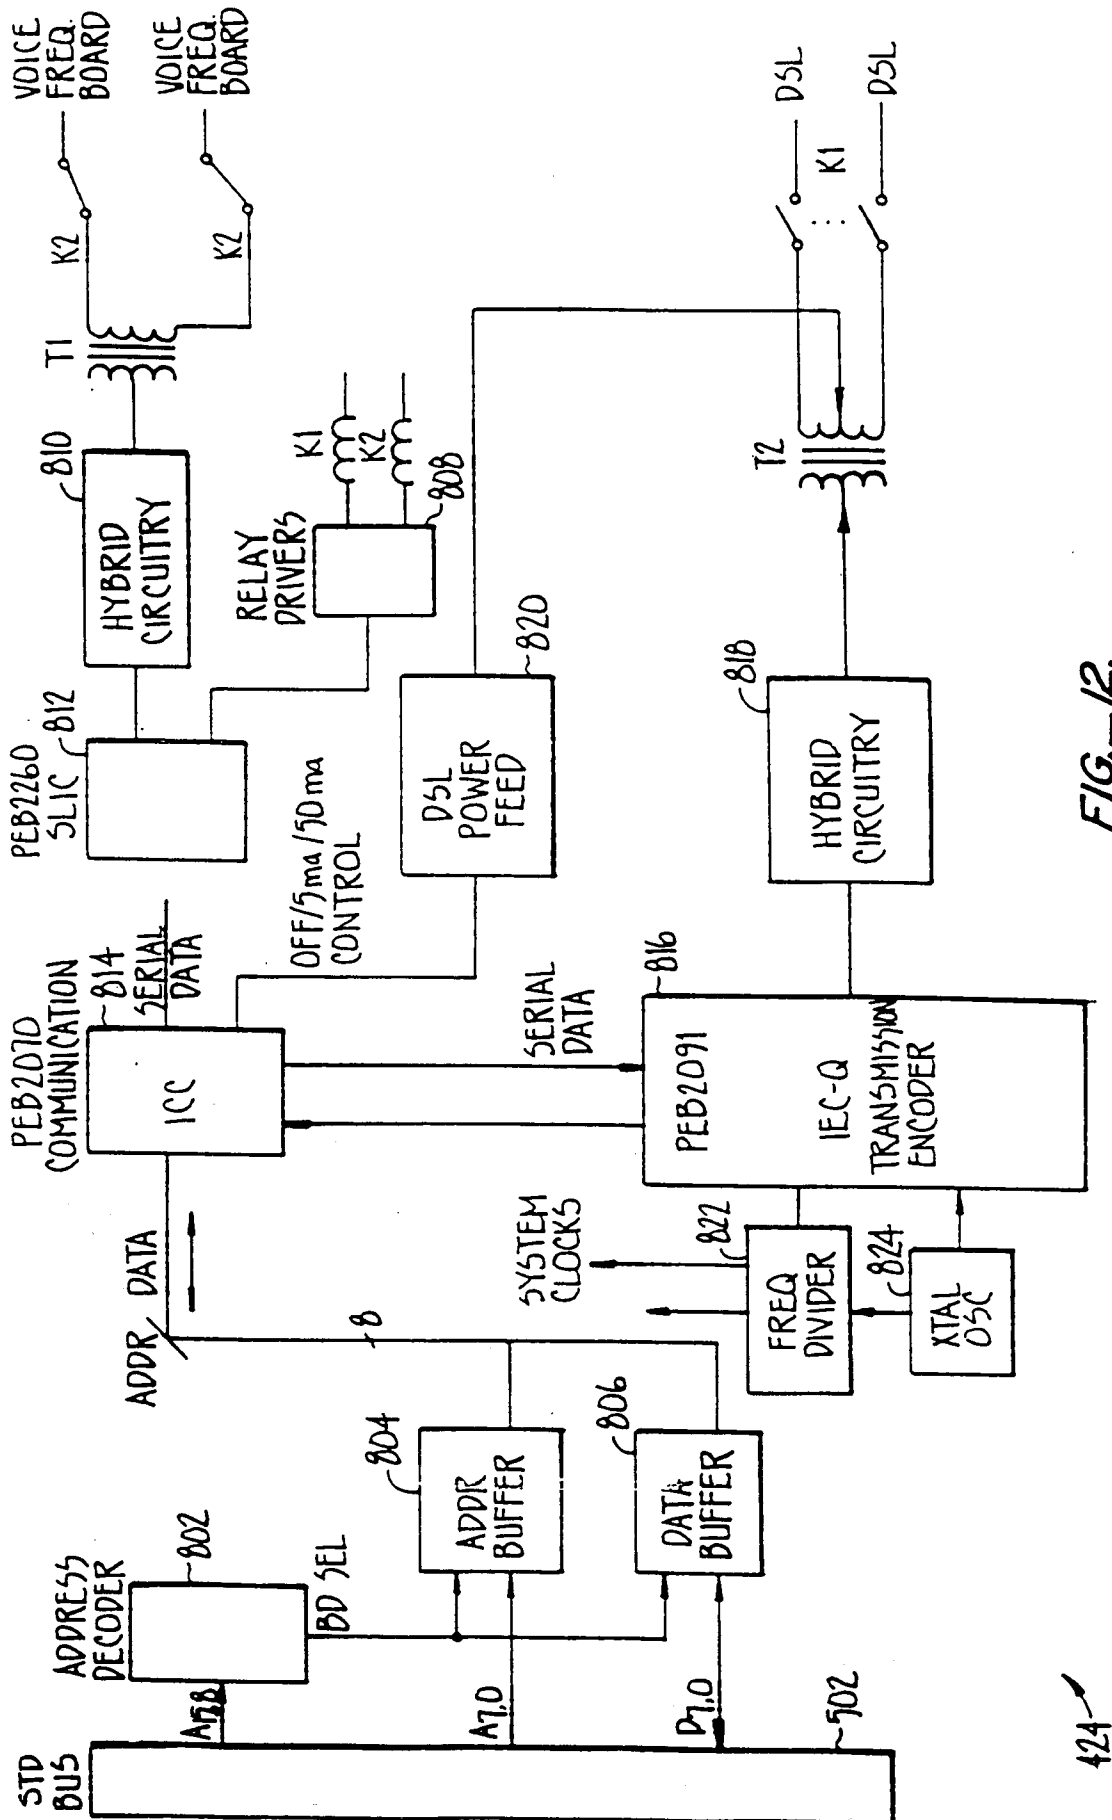 STD
BUS
502
A15,8
A7,0
D7,0
ADDRESS
DECODER
802
BD SEL
804
ADDR
BUFFER
806
DATA
BUFFER
ADDR
DATA
8
PEB2070
COMMUNICATION
814
ICC
SERIAL
DATA
SERIAL
DATA
OFF/5ma/50ma
CONTROL
PEB2260
SLIC
812
810
HYBRID
CIRCUITRY
T1
K2
K2
VOICE
FREQ.
BOARD
VOICE
FREQ.
BOARD
RELAY
DRIVERS
808
K1
K2
DSL
POWER
FEED
820
SYSTEM
CLOCKS
822
FREQ
DIVIDER
824
XTAL
OSC
816
PEB2091
IEC-Q
TRANSMISSION
ENCODER
818
HYBRID
CIRCUITRY
T2
K1
DSL
DSL
424
FIG.—12.